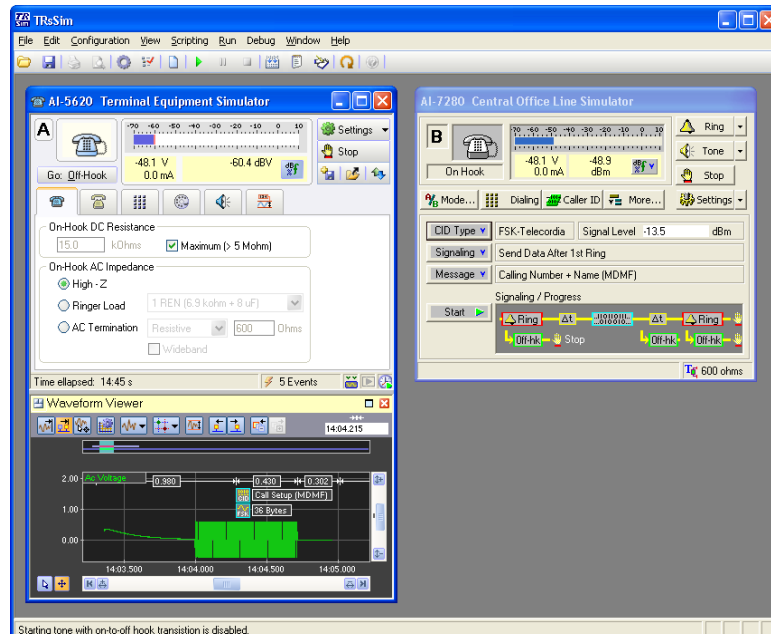 TRsSim
File Edit Configuration View Scripting Run Debug Window Help
AI-5620 Terminal Equipment Simulator
A
-70 -60 -50 -40 -30 -20 -10 0 10
Settings
Stop
-48.1 V
0.0 mA
-60.4 dBV
Go: Off-Hook
On-Hook DC Resistance
15.0 kOhms Maximum (> 5 Mohm)
On-Hook AC Impedance
High - Z
Ringer Load 1 REN (6.9 kohm + 8 uF)
AC Termination Resistive 600 Ohms
Wideband
Time ellapsed: 14:45 s 5 Events
Waveform Viewer
14:04.215
2.00 Ac Voltage 0.980 0.430 0.302
CID Call Setup (MDMF)
FSK 36 Bytes
1.00
0.00
14:03.500 14:04.000 14:04.500 14:05.000
AI-7280 Central Office Line Simulator
B
-70 -60 -50 -40 -30 -20 -10 0 10
Ring
Tone
Stop
-48.1 V
0.0 mA
-48.9
dBm
On Hook
Mode... Dialing Caller ID More... Settings
CID Type FSK-Telecordia Signal Level -13.5 dBm
Signaling Send Data After 1st Ring
Message Calling Number + Name (MDMF)
Signaling / Progress
Start
Ring Δt Δt Ring
Off-hk Stop Off-hk Off-hk
600 ohms
Starting tone with on-to-off hook transistion is disabled.